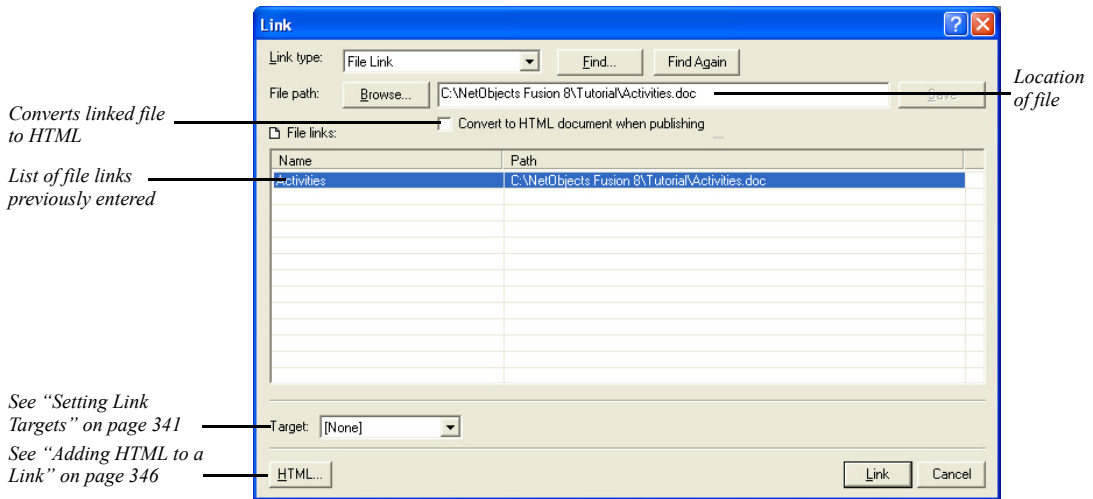 Link
Link type:
File Link
Find...
Find Again
File path:
Browse...
C:\NetObjects Fusion 8\Tutorial\Activities.doc
Save
Location
of file
Converts linked file
to HTML
Convert to HTML document when publishing
File links:
Name
Path
List of file links
previously entered
Activities
C:\NetObjects Fusion 8\Tutorial\Activities.doc
See “Setting Link
Targets” on page 341
Target:
[None]
See “Adding HTML to a
Link” on page 346
HTML...
Link
Cancel